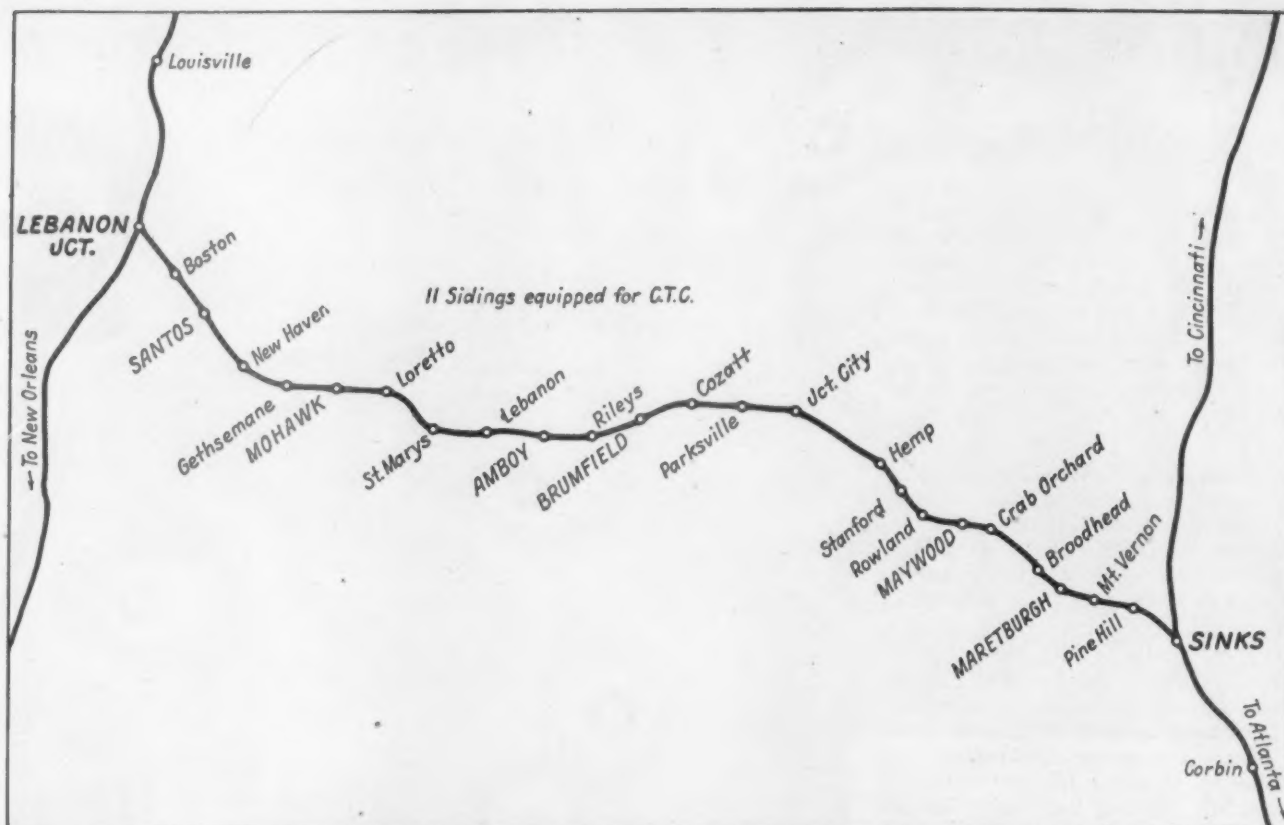 Louisville
LEBANON
JCT.
Boston
SANTOS
New Haven
11 Sidings equipped for C.T.C.
← To New Orleans
To Cincinnati →
Gethsemane
MOHAWK
Loretto
St. Marys
Lebanon
AMBOY
Rileys
BRUMFIELD
Cozatt
Parksville
Jct. City
Hemp
Stanford
Rowland
MAYWOOD
Crab Orchard
Broodhead
MARETBURGH
Mt. Vernon
Pine Hill
SINKS
To Atlanta →
Corbin